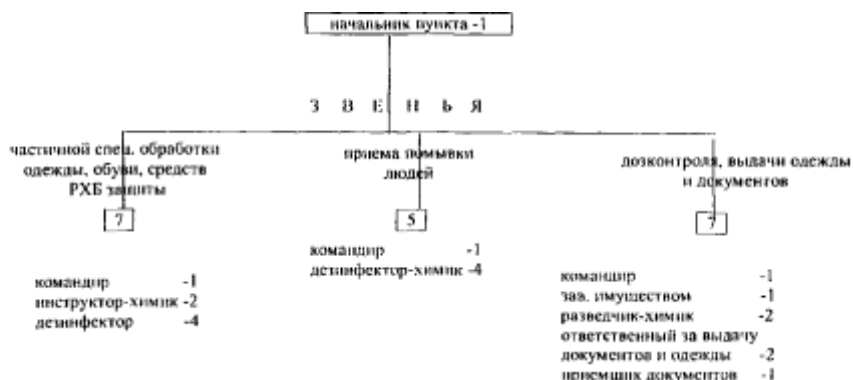 начальник пункта -1
З В Е Н Ь Я
частичной спец. обработки
одежды, обуви, средств
РХБ защиты
7
командир -1
инструктор-химик -2
дезинфектор -4
приема помывки
людей
5
командир -1
дезинфектор-химик -4
дозконтроля, выдачи одежды
и документов
7
командир -1
зав. имуществом -1
разведчик-химик -2
ответственный за выдачу
документов и одежды -2
приемщик документов -1